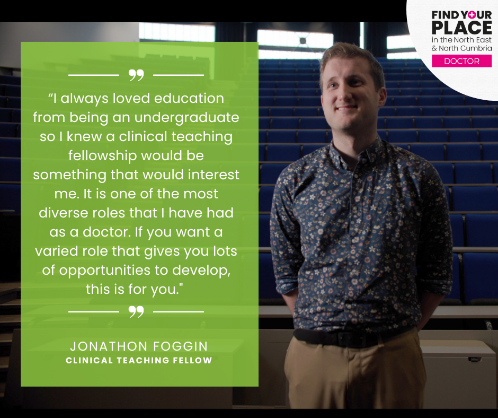 FIND YOUR
PLACE
in the North East
& North Cumbria
DOCTOR
“I always loved education
from being an undergraduate
so I knew a clinical teaching
fellowship would be
something that would interest
me. It is one of the most
diverse roles that I have had
as a doctor. If you want a
varied role that gives you lots
of opportunities to develop,
this is for you."
JONATHON FOGGIN
CLINICAL TEACHING FELLOW